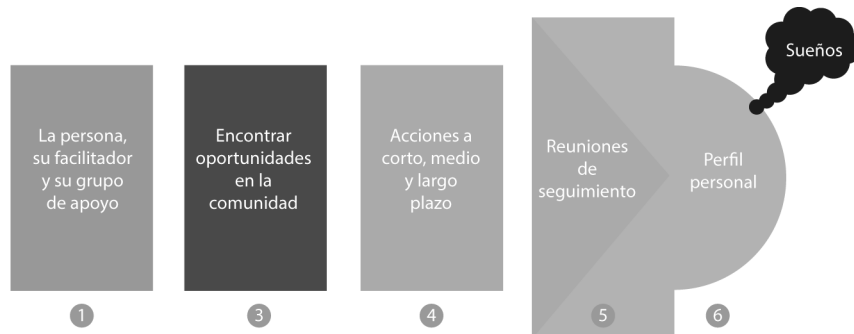 Sueños
La persona,
su facilitador
y su grupo
de apoyo
Encontrar
oportunidades
en la
comunidad
Acciones a
corto, medio
y largo
plazo
Reuniones
de
seguimiento
Perfil
personal
1
3
4
5
6